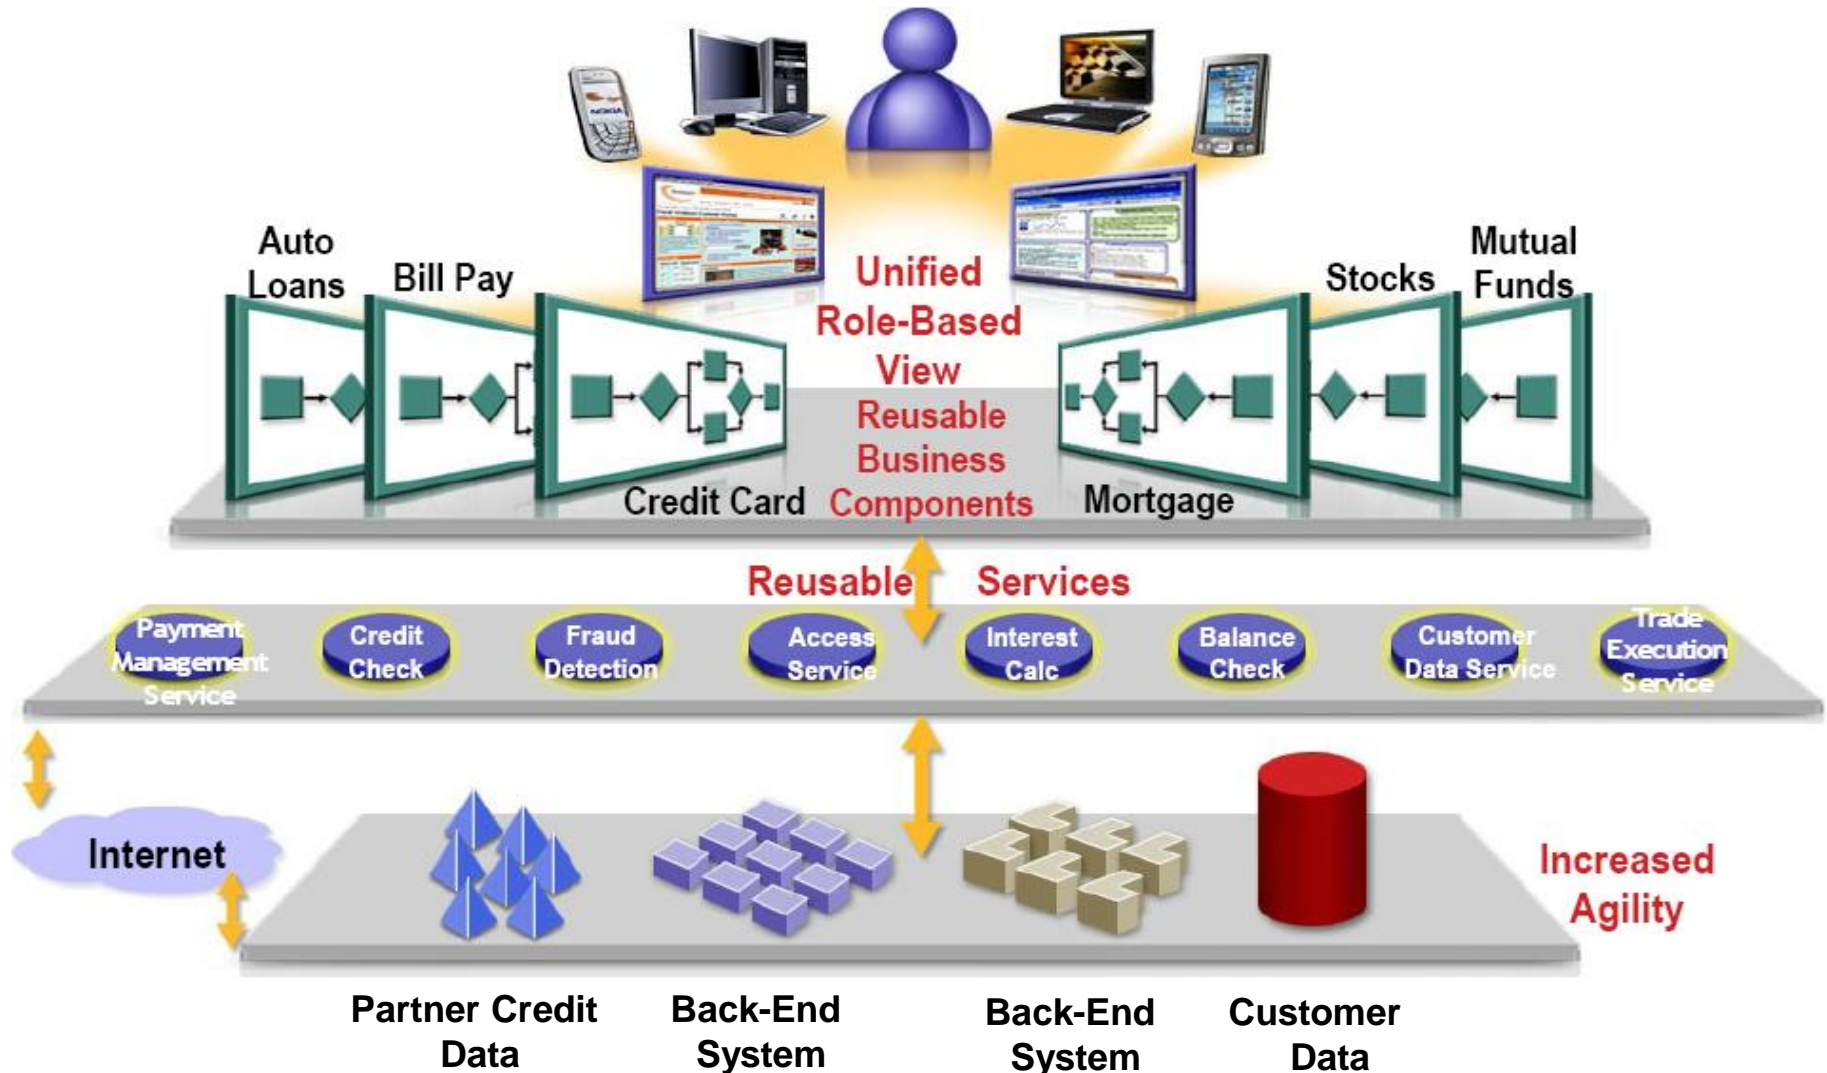 NOKIA
Auto
Loans
Bill Pay
Unified
Role-Based
View
Stocks
Mutual
Funds
Reusable
Business
Components
Credit Card
Mortgage
Reusable
Services
Payment
Management
Service
Credit
Check
Fraud
Detection
Access
Service
Interest
Calc
Balance
Check
Customer
Data Service
Trade
Execution
Service
Internet
Increased
Agility
Partner Credit
Data
Back-End
System
Back-End
System
Customer
Data